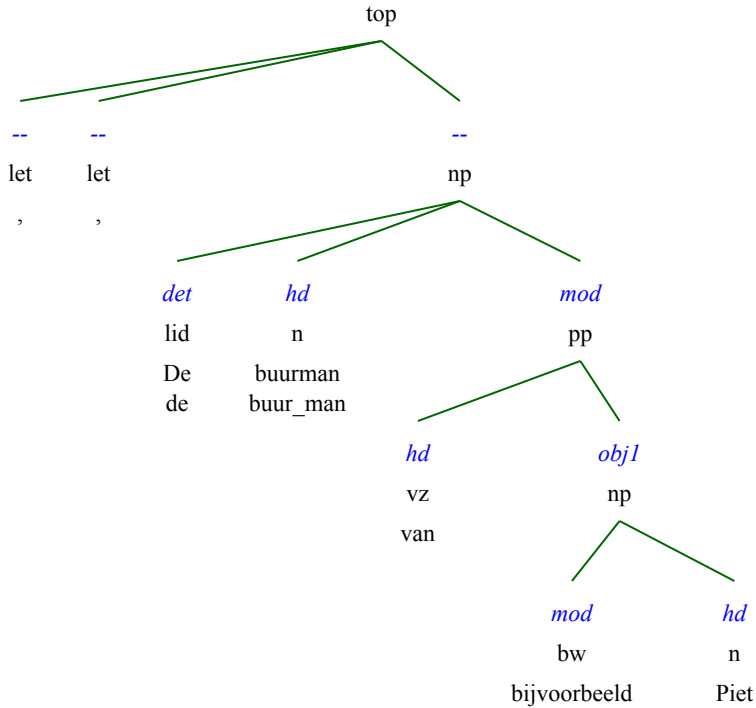 top
-- -- --
let let np
, ,
det hd mod
lid n pp
De buurman
de buur_man
hd obj1
vz np
van
mod hd
bw n
bijvoorbeeld Piet